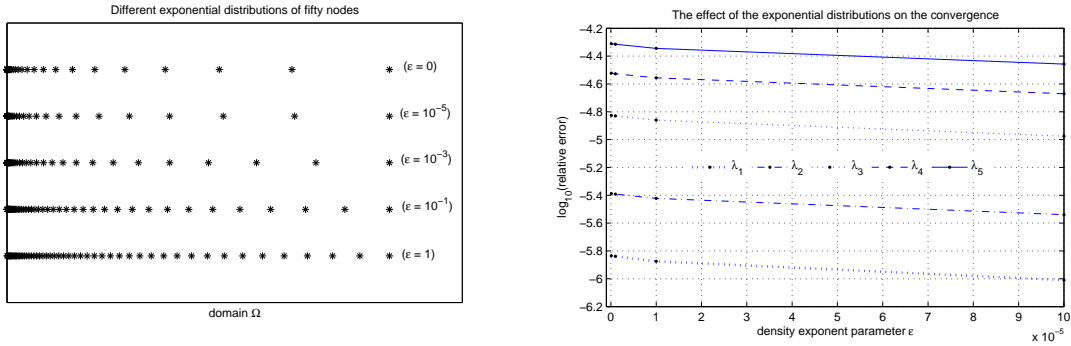 Different exponential distributions of fifty nodes
(ε = 0)
(ε = 10⁻⁵)
(ε = 10⁻³)
(ε = 10⁻¹)
(ε = 1)
domain Ω
The effect of the exponential distributions on the convergence
log₁₀(relative error)
−4.2
−4.4
−4.6
−4.8
−5
−5.2
−5.4
−5.6
−5.8
−6
−6.2
λ₁ λ₂ λ₃ λ₄ λ₅
0 1 2 3 4 5 6 7 8 9 10
x 10⁻⁵
density exponent parameter ε